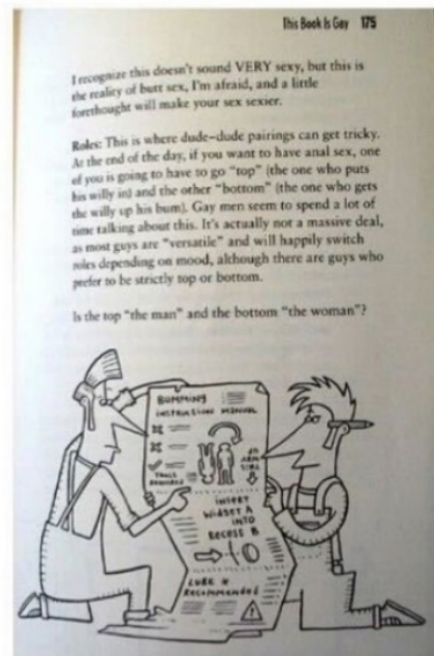 This Book Is Gay 175
I recognize this doesn't sound VERY sexy, but this is
the reality of butt sex, I'm afraid, and a little
forethought will make your sex sexier.
Roles: This is where dude–dude pairings can get tricky.
At the end of the day, if you want to have anal sex, one
of you is going to have to go "top" (the one who puts
his willy in) and the other "bottom" (the one who gets
the willy up his bum). Gay men seem to spend a lot of
time talking about this. It's actually not a massive deal,
as most guys are "versatile" and will happily switch
roles depending on mood, although there are guys who
prefer to be strictly top or bottom.
Is the top "the man" and the bottom "the woman"?
BUMMING
INSTRUCTION MANUAL
INSERT
WIDGET A
INTO
RECESS B
LUBE
RECOMMENDED